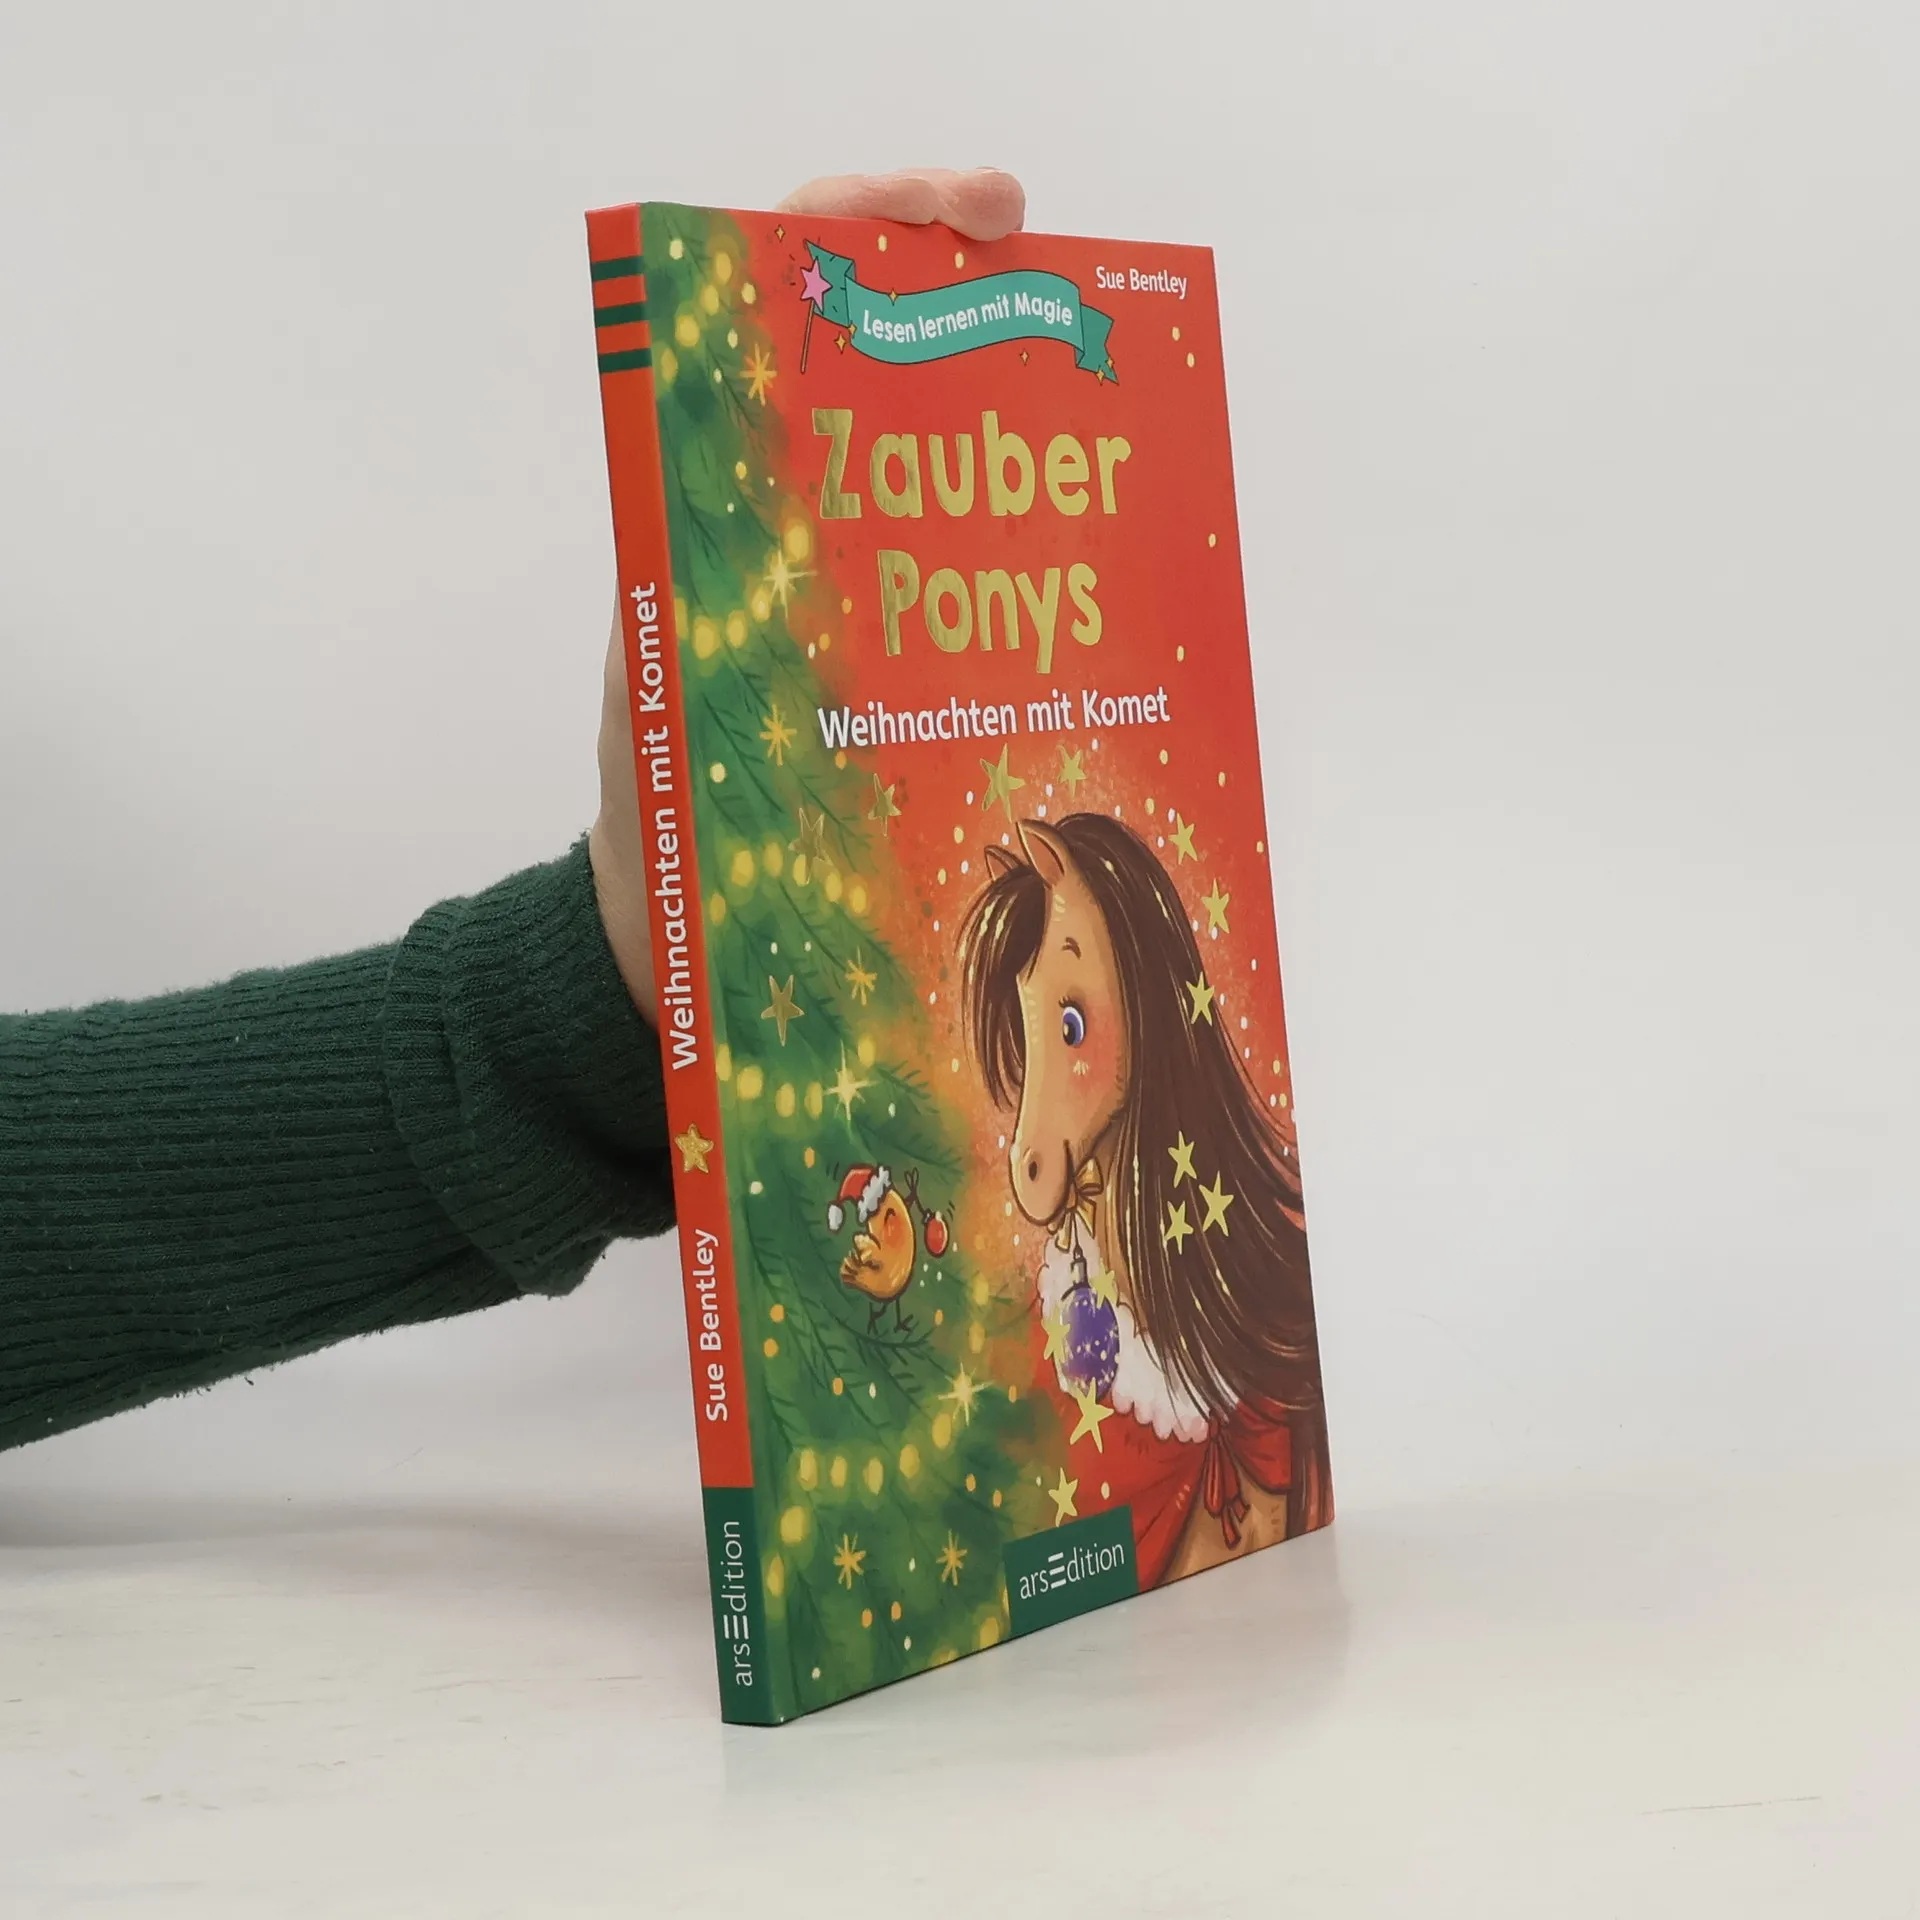 Lesen lernen mit Magie
Sue Bentley
Zauber
Ponys
Weihnachten mit Komet
arsEdition
Weihnachten mit Komet
Sue Bentley
arsEdition